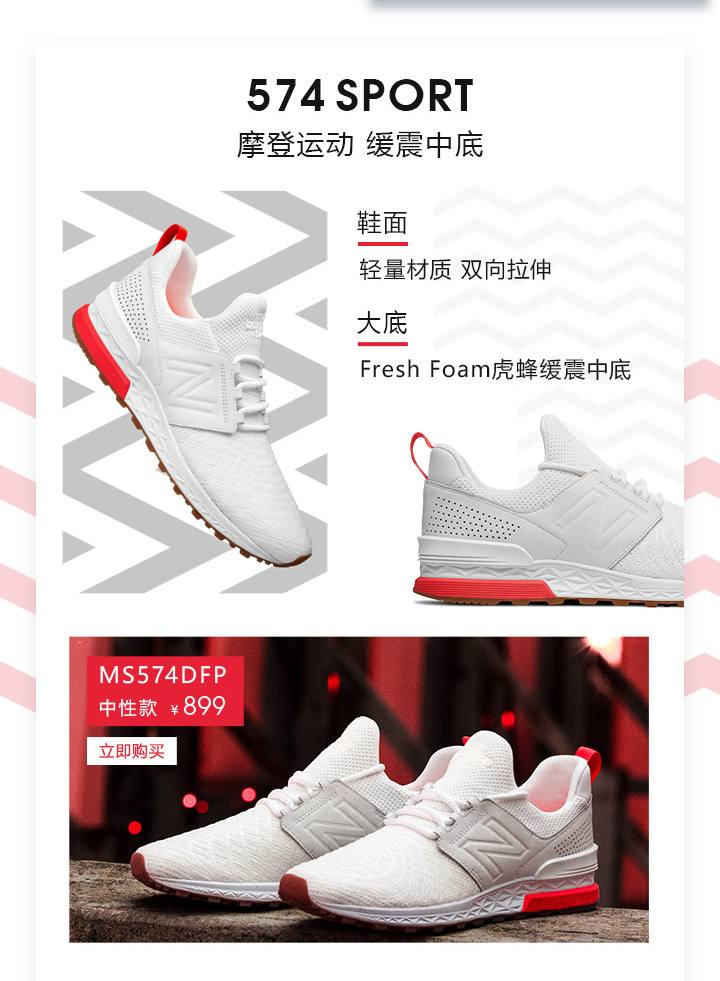 574 SPORT
摩登运动 缓震中底
鞋面
轻量材质 双向拉伸
大底
Fresh Foam虎蜂缓震中底
MS574DFP
中性款 ¥899
立即购买